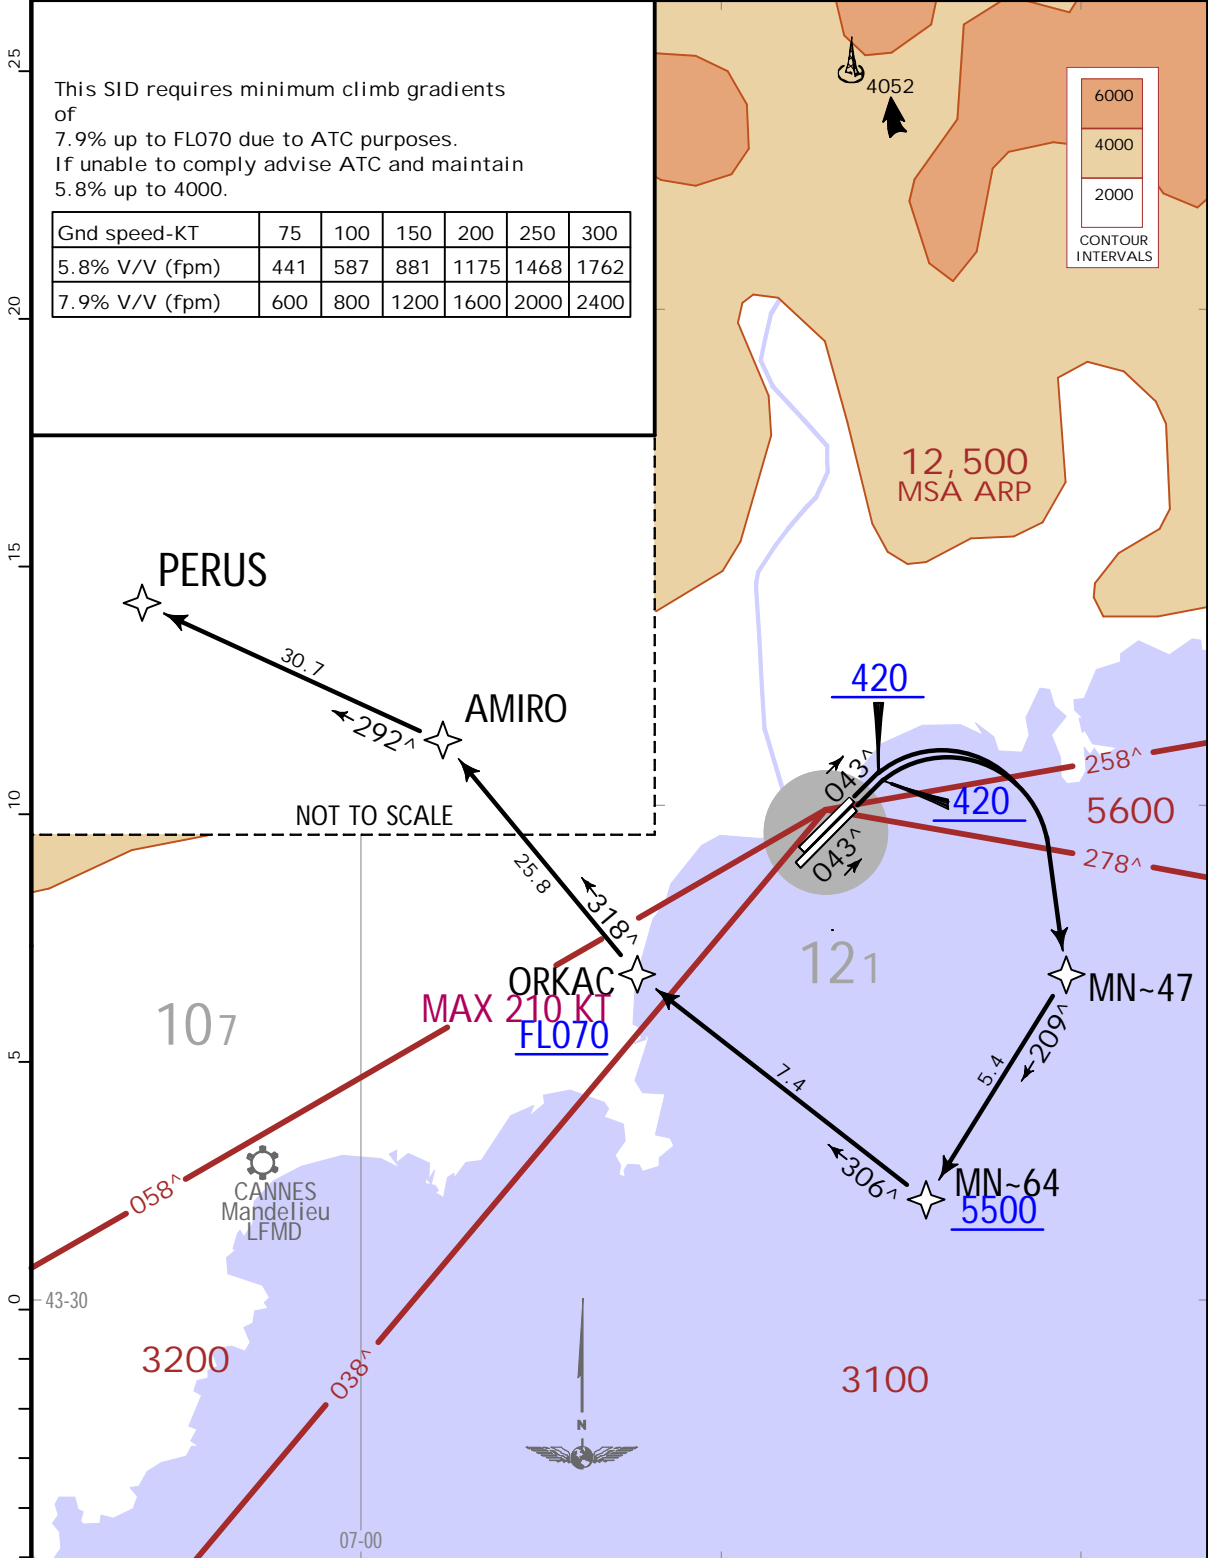 This SID requires minimum climb gradients
of
7.9% up to FL070 due to ATC purposes.
If unable to comply advise ATC and maintain
5.8% up to 4000.
Gnd speed-KT 75 100 150 200 250 300
5.8% V/V (fpm) 441 587 881 1175 1468 1762
7.9% V/V (fpm) 600 800 1200 1600 2000 2400
4052
6000
4000
2000
CONTOUR
INTERVALS
12,500
MSA ARP
PERUS
30.7
292^
AMIRO
NOT TO SCALE
25.8
318^
420
043^
420
043^
258^
5600
278^
ORKAC
MAX 210 KT
FL070
107
121
MN~47
209^
5.4
7.4
306^
MN~64
5500
058^
CANNES
Mandelieu
LFMD
43-30
3200
038^
3100
N
07-00
25
20
15
10
5
0